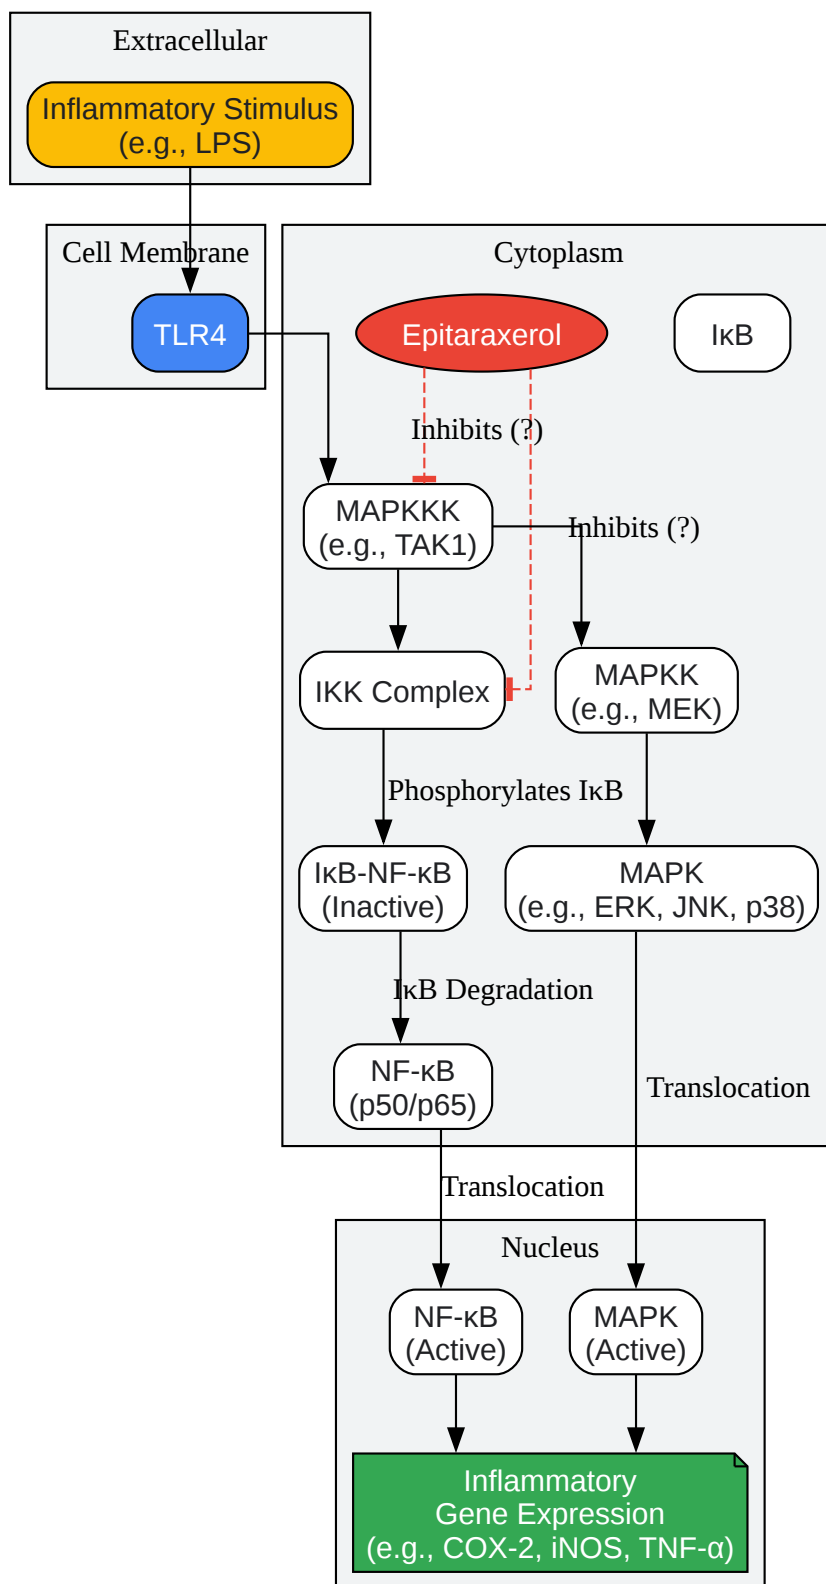 Extracellular
Inflammatory Stimulus
(e.g., LPS)
Cell Membrane
Cytoplasm
TLR4
Epitaraxerol
IκB
Inhibits (?)
MAPKKK
(e.g., TAK1)
Inhibits (?)
IKK Complex
MAPKK
(e.g., MEK)
Phosphorylates IκB
IκB-NF-κB
(Inactive)
MAPK
(e.g., ERK, JNK, p38)
IκB Degradation
NF-κB
(p50/p65)
Translocation
Translocation
Nucleus
NF-κB
(Active)
MAPK
(Active)
Inflammatory
Gene Expression
(e.g., COX-2, iNOS, TNF-α)